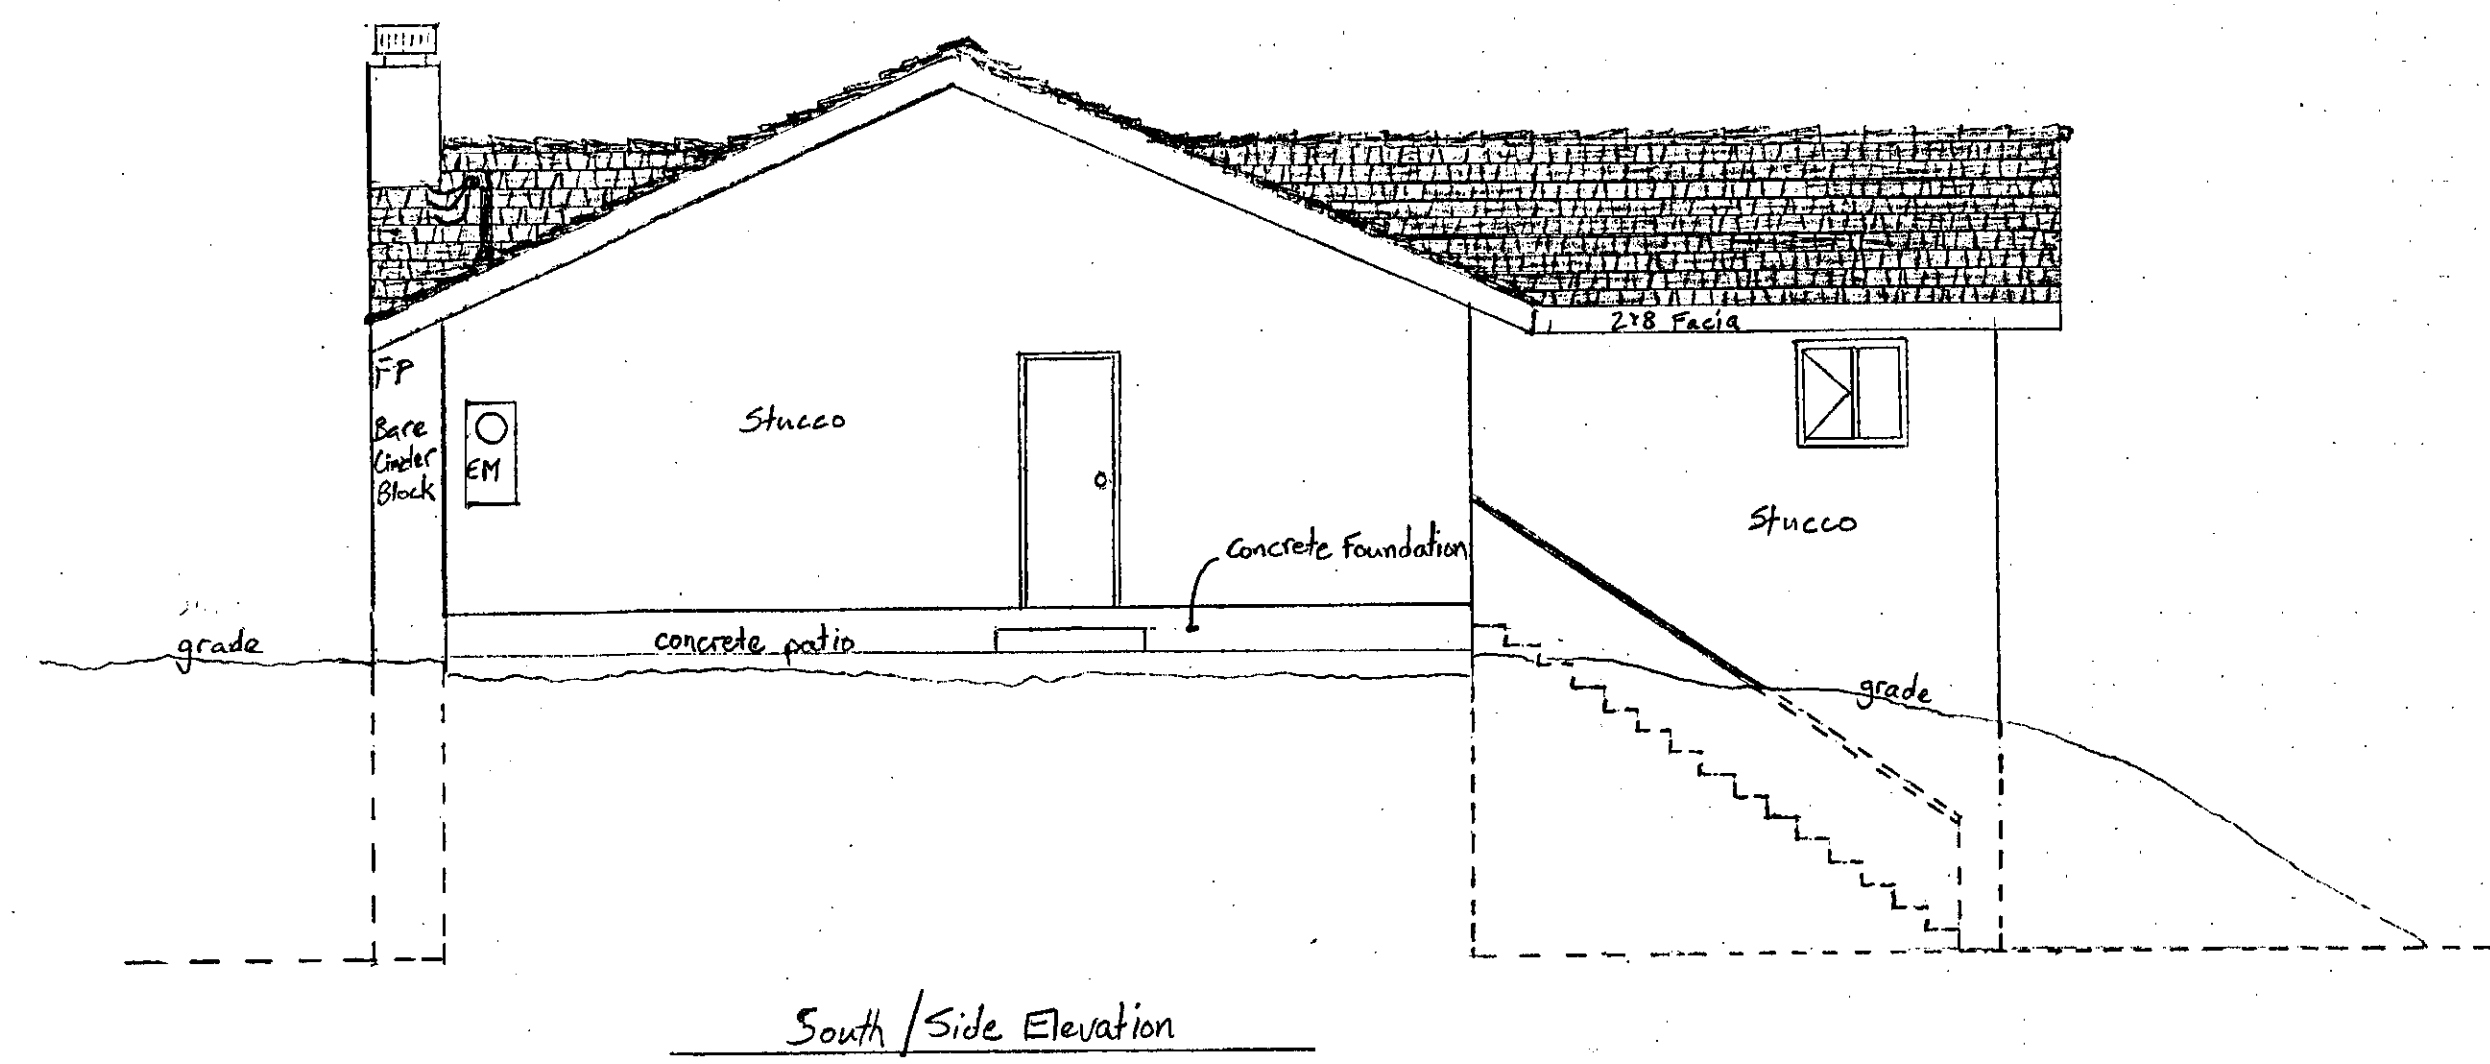 2x8 Facia
FP
Bare
Cinder
Block
EM
Stucco
Stucco
Concrete Foundation
concrete patio
grade
grade
South / Side Elevation